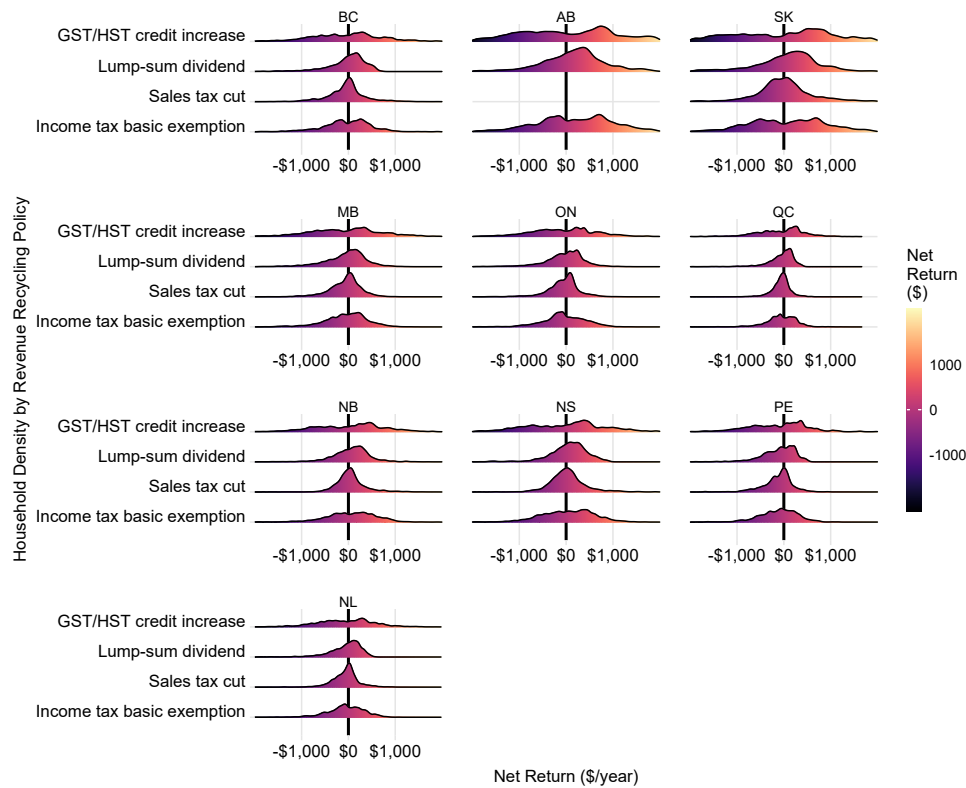 BC AB SK
GST/HST credit increase
Lump-sum dividend
Sales tax cut
Income tax basic exemption
-$1,000 $0 $1,000 -$1,000 $0 $1,000 -$1,000 $0 $1,000
MB ON QC
GST/HST credit increase
Lump-sum dividend
Sales tax cut
Income tax basic exemption
-$1,000 $0 $1,000 -$1,000 $0 $1,000 -$1,000 $0 $1,000
NB NS PE
GST/HST credit increase
Lump-sum dividend
Sales tax cut
Income tax basic exemption
-$1,000 $0 $1,000 -$1,000 $0 $1,000 -$1,000 $0 $1,000
NL
GST/HST credit increase
Lump-sum dividend
Sales tax cut
Income tax basic exemption
-$1,000 $0 $1,000
Net Return ($/year)
Household Density by Revenue Recycling Policy
Net
Return
($)
1000
0
-1000